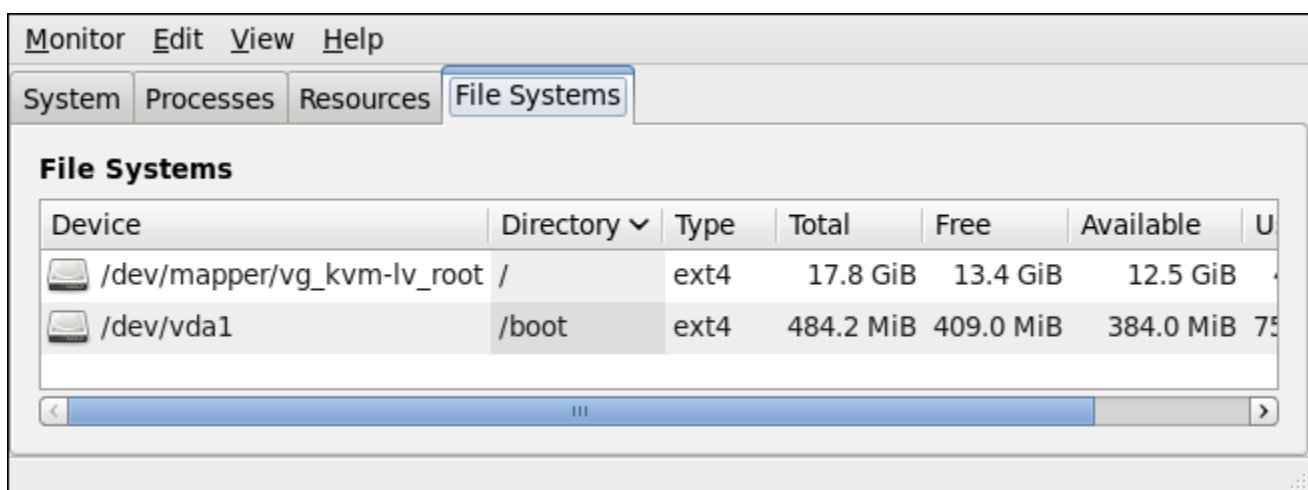 Monitor Edit View Help
System Processes Resources File Systems
File Systems
Device Directory Type Total Free Available
/dev/mapper/vg_kvm-lv_root / ext4 17.8 GiB 13.4 GiB 12.5 GiB
/dev/vda1 /boot ext4 484.2 MiB 409.0 MiB 384.0 MiB